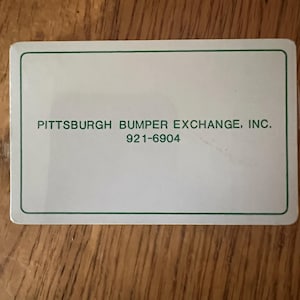 PITTSBURGH BUMPER EXCHANGE, INC.
921-6904